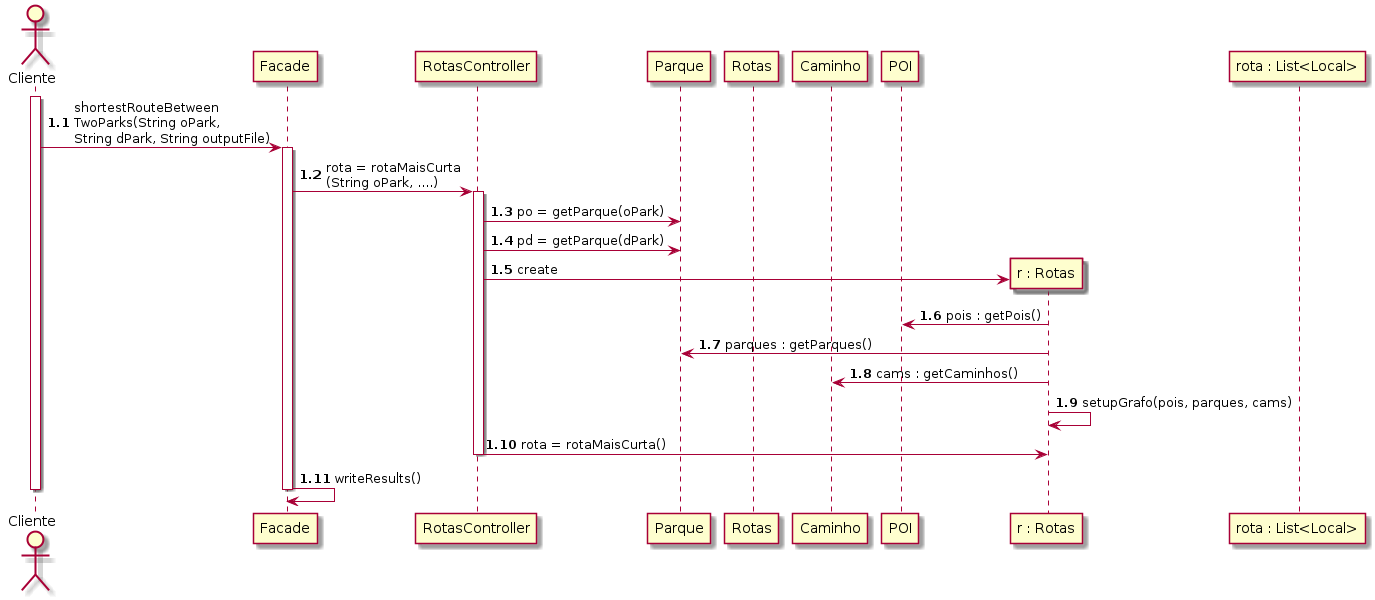 Cliente
Facade
RotasController
Parque
Rotas
Caminho
POI
rota : List<Local>
shortestRouteBetween
1.1 TwoParks(String oPark,
String dPark, String outputFile)
1.2 rota = rotaMaisCurta
(String oPark, ....)
1.3 po = getParque(oPark)
1.4 pd = getParque(dPark)
1.5 create
r : Rotas
1.6 pois : getPois()
1.7 parques : getParques()
1.8 cams : getCaminhos()
1.9 setupGrafo(pois, parques, cams)
1.10 rota = rotaMaisCurta()
1.11 writeResults()
Cliente
Facade
RotasController
Parque
Rotas
Caminho
POI
r : Rotas
rota : List<Local>